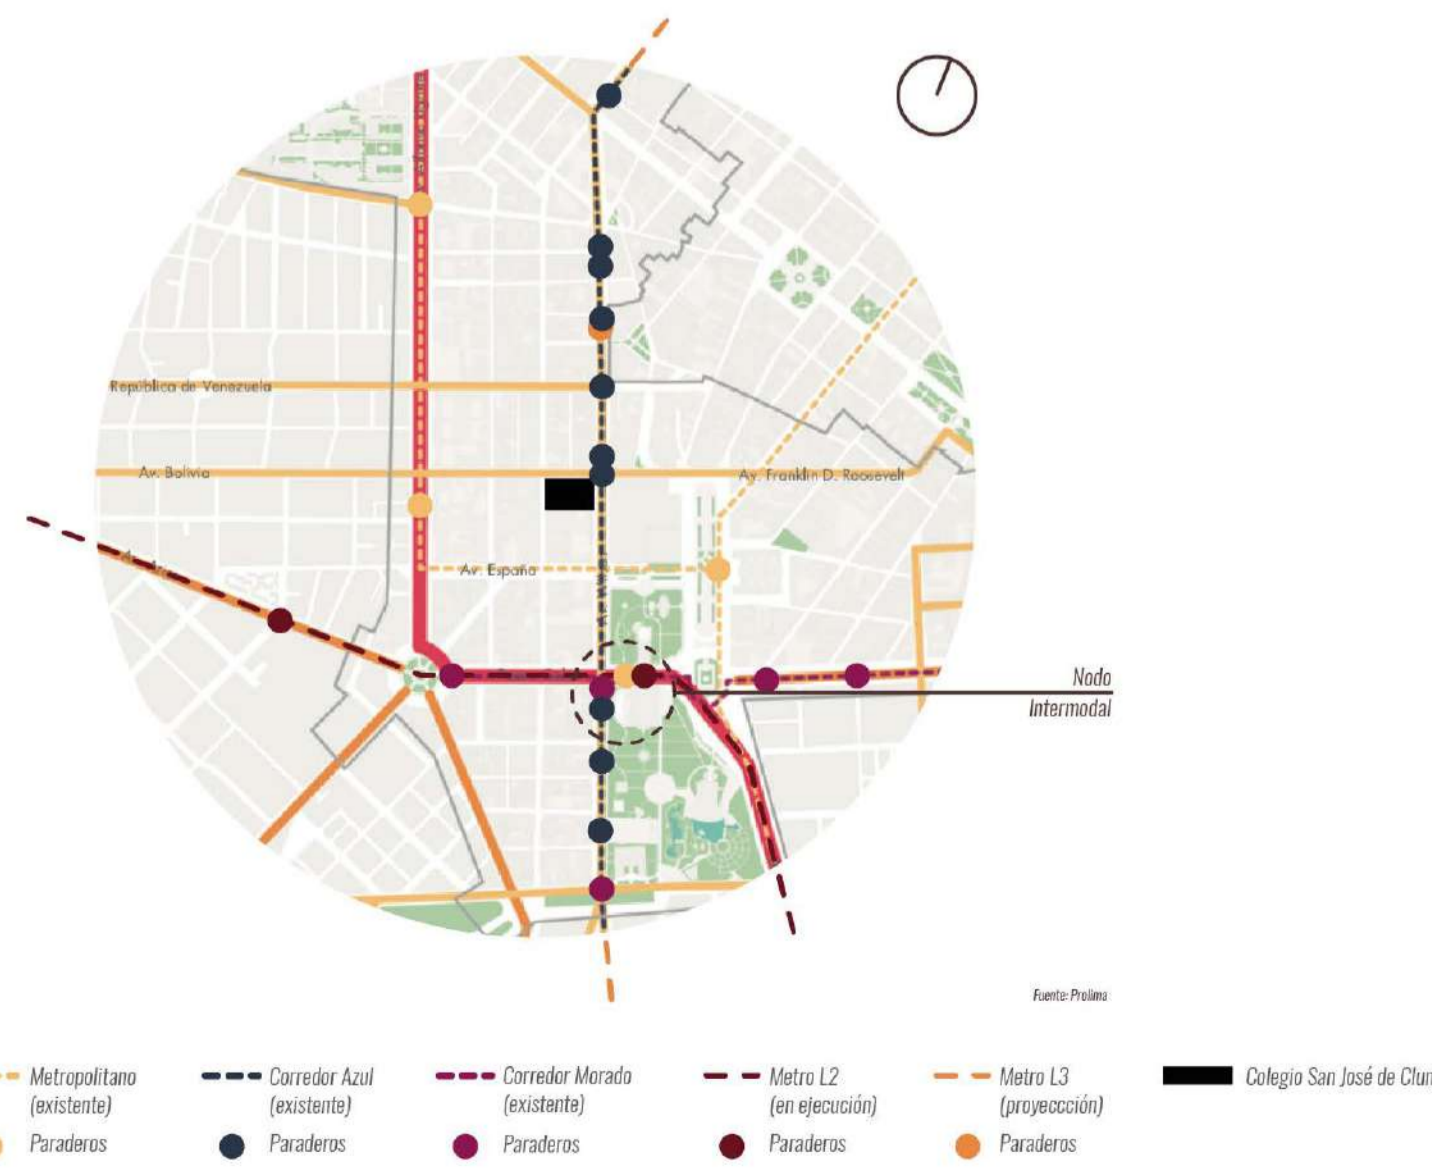 República de Venezuela
Av. Bolivia
Av. Franklin D. Roosevelt
Av. España
Nodo
Intermodal
Fuente: Prolima
Metropolitano
(existente)
Paraderos
Corredor Azul
(existente)
Paraderos
Corredor Morado
(existente)
Paraderos
Metro L2
(en ejecución)
Paraderos
Metro L3
(proyeccción)
Paraderos
Colegio San José de Clun